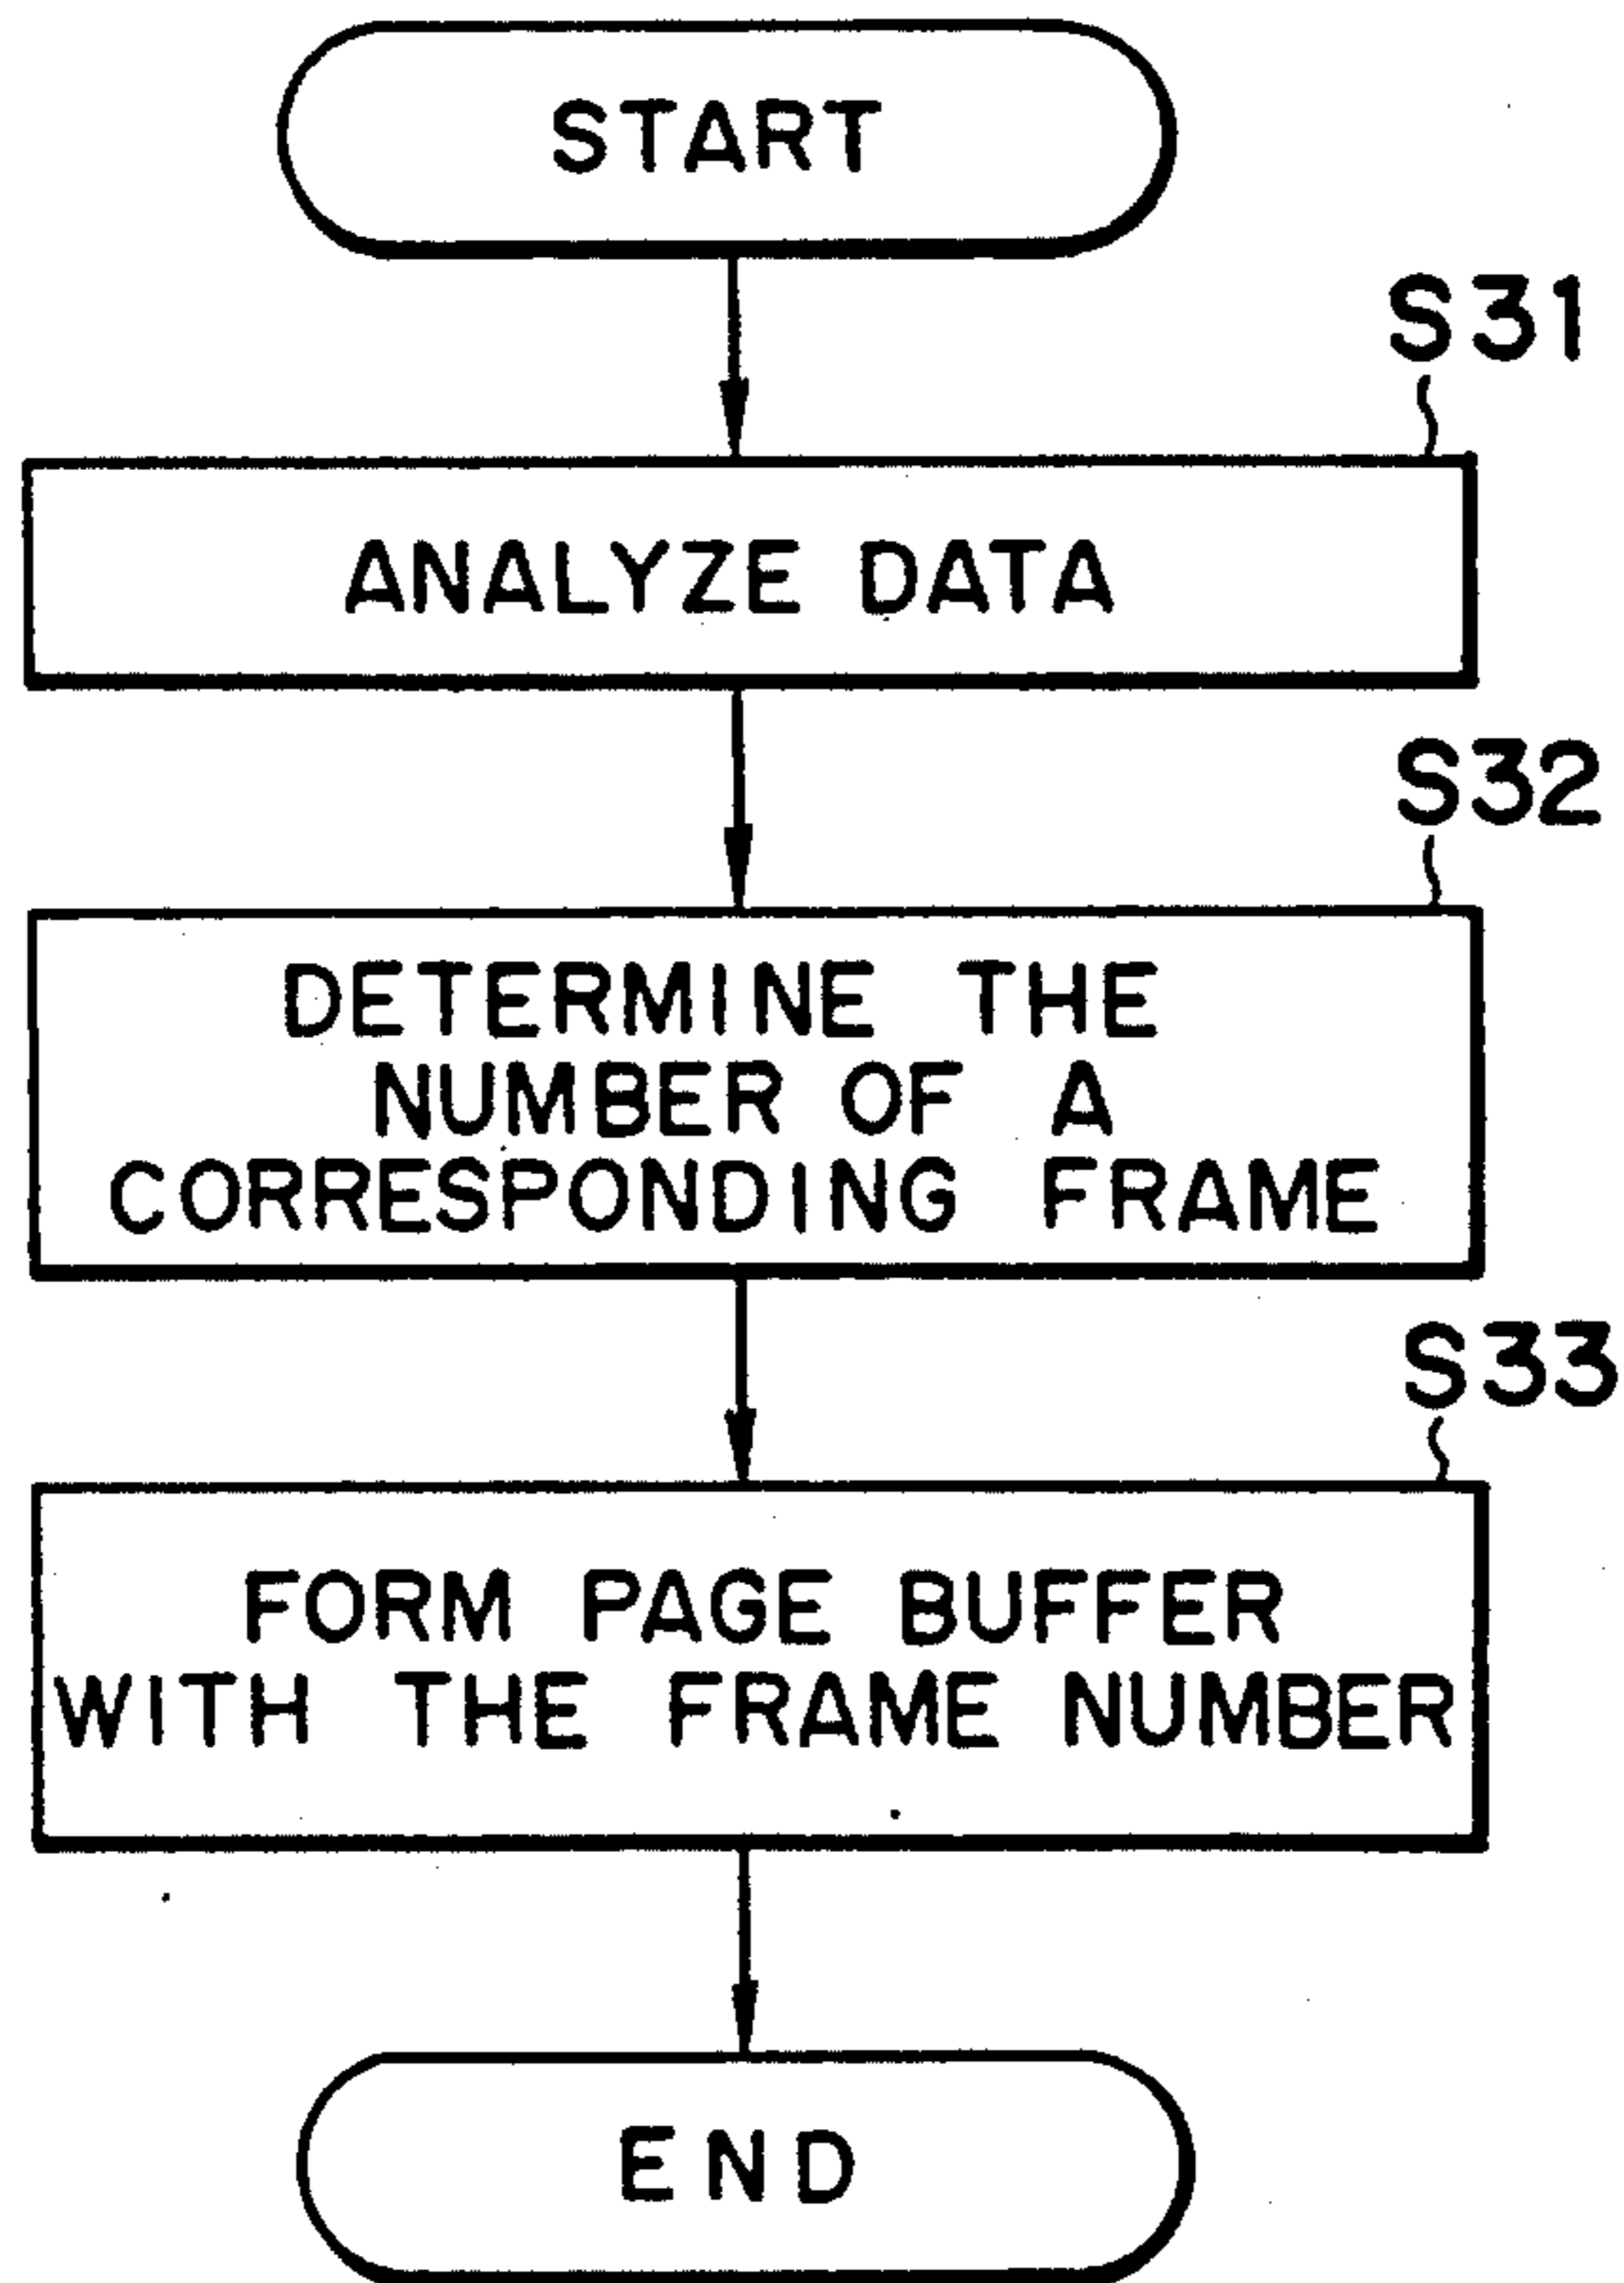 START
S31
ANALYZE DATA
S32
DETERMINE THE
NUMBER OF A
CORRESPONDING FRAME
S33
FORM PAGE BUFFER
WITH THE FRAME NUMBER
END